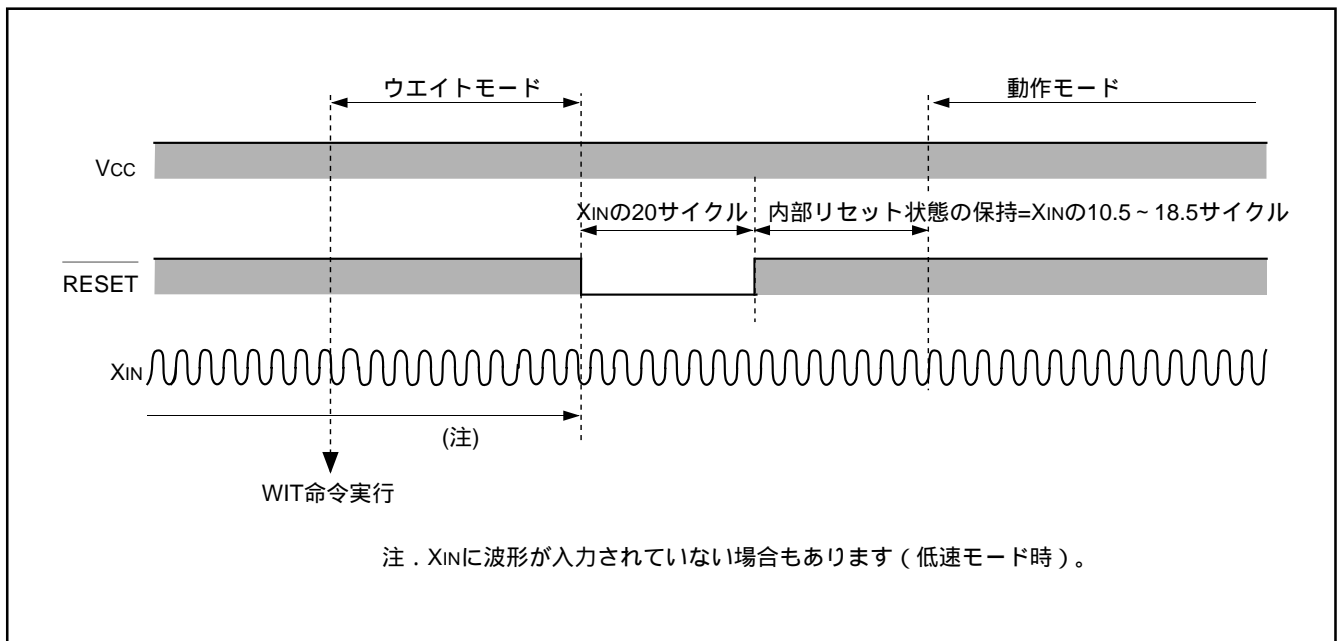 ウエイトモード
動作モード
VCC
XINの20サイクル
内部リセット状態の保持=XINの10.5~18.5サイクル
RESET
XIN
(注)
WIT命令実行
注．XINに波形が入力されていない場合もあります（低速モード時）。